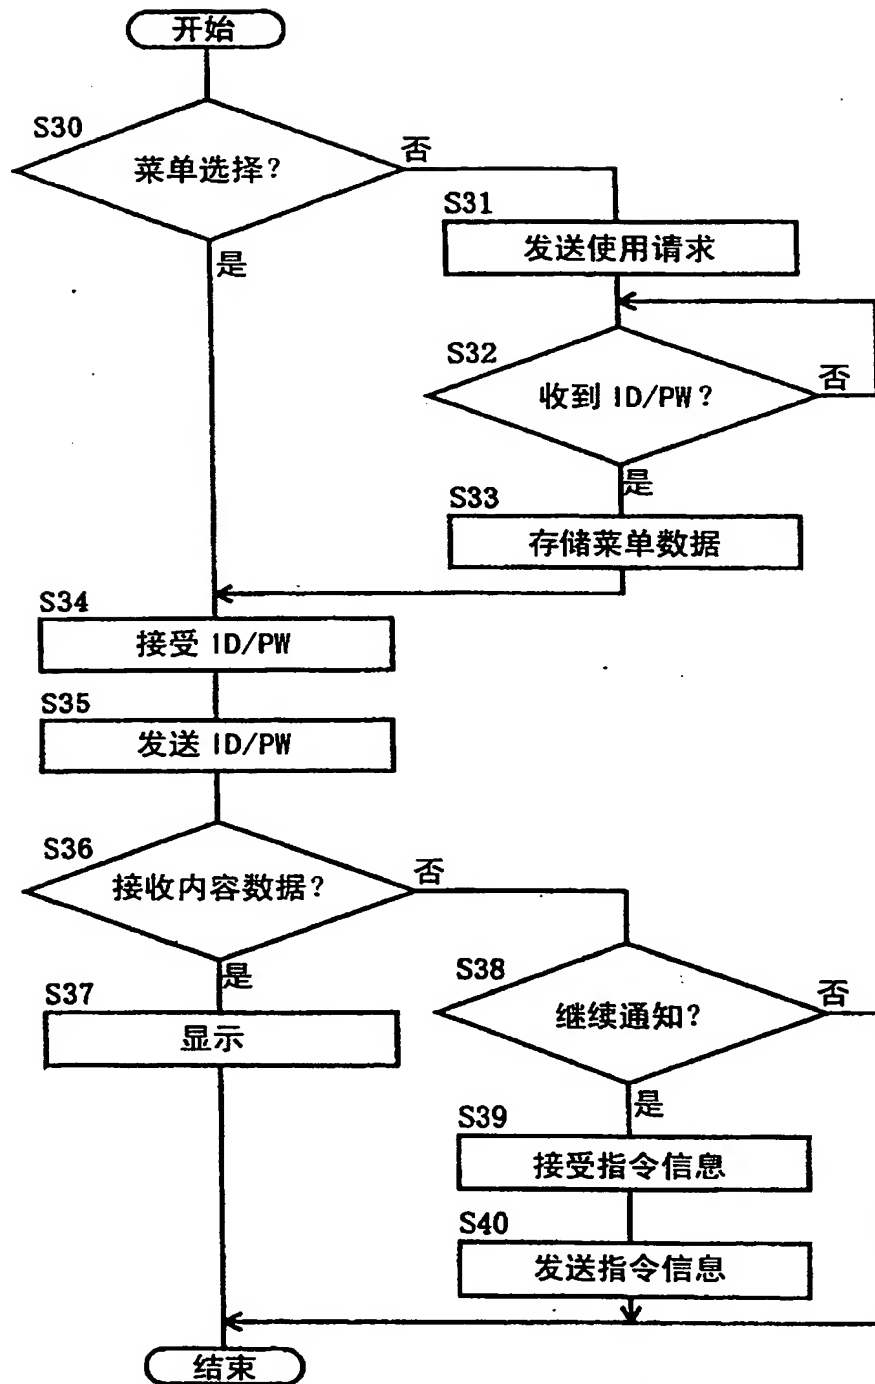 开始
S30
菜单选择?
否
是
S31
发送使用请求
S32
收到 ID/PW?
否
是
S33
存储菜单数据
S34
接受 ID/PW
S35
发送 ID/PW
S36
接收内容数据?
否
是
S37
显示
S38
继续通知?
否
是
S39
接受指令信息
S40
发送指令信息
结束